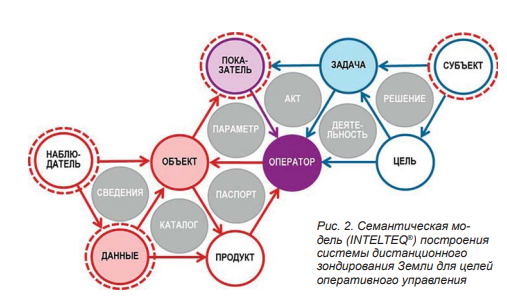 ПОКА-
ЗАТЕЛЬ
ЗАДАЧА
СУБЪЕКТ
АКТ
РЕШЕНИЕ
ПАРАМЕТР
ДЕЯТЕ-
ЛЬНОСТЬ
НАБЛЮ-
ДАТЕЛЬ
ОБЪЕКТ
ОПЕРАТОР
ЦЕЛЬ
СВЕДЕНИЯ
ПАСПОРТ
КАТАЛОГ
ДАННЫЕ
ПРОДУКТ
Рис. 2. Семантическая мо-
дель (INTELTEQ®) построения
системы дистанционного
зондирования Земли для целей
оперативного управления